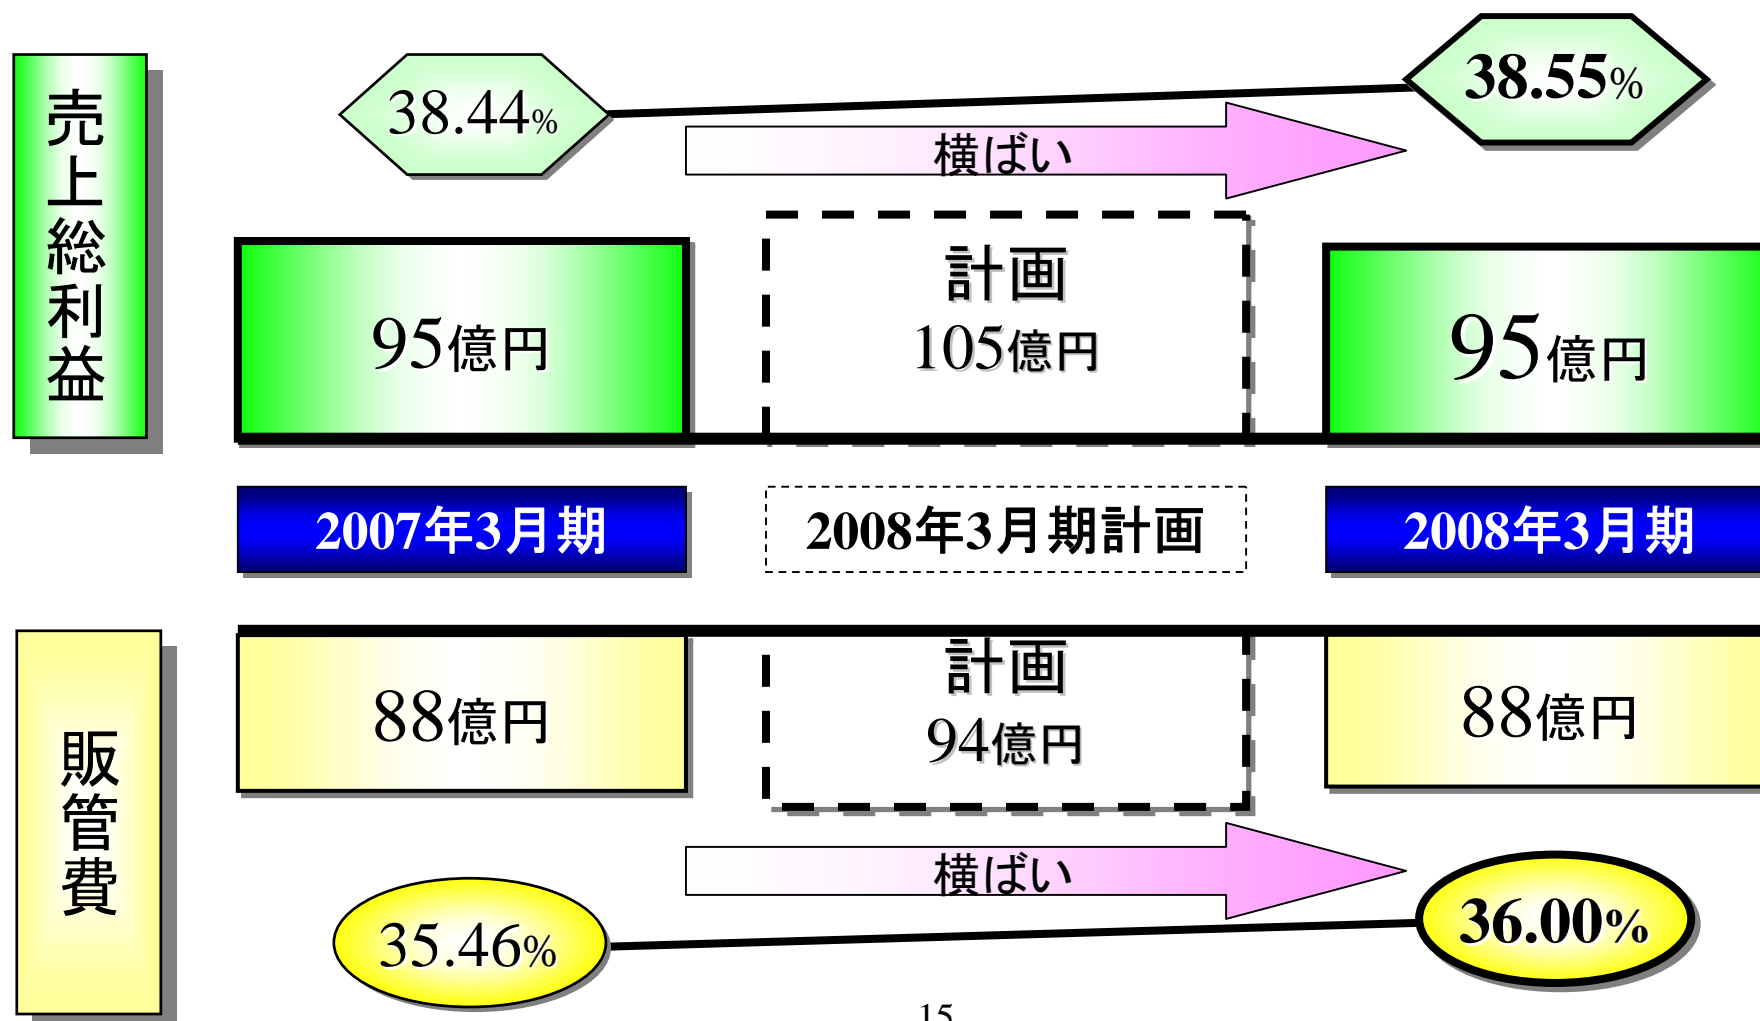 売上総利益
38.44%
38.55%
横ばい
計画
95億円
105億円
95億円
2007年3月期
2008年3月期計画
2008年3月期
販管費
計画
88億円
94億円
88億円
横ばい
35.46%
36.00%
15